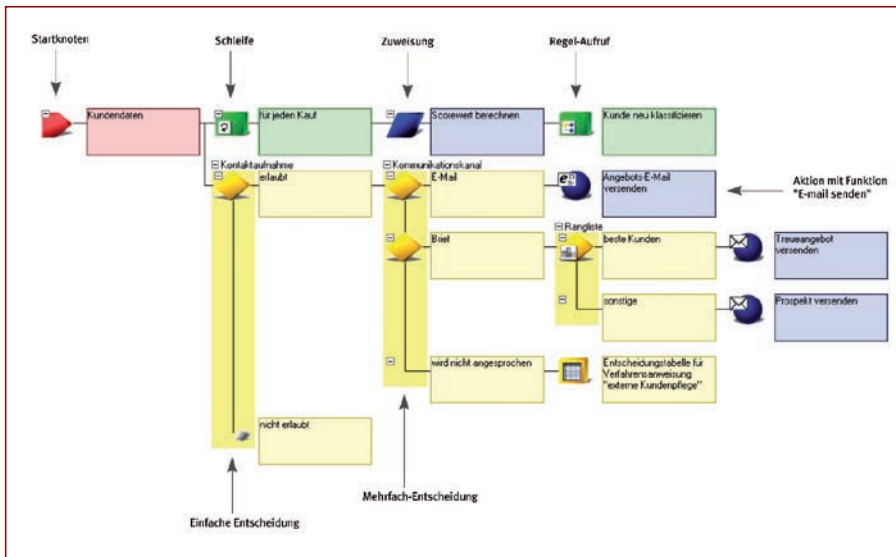 Startknoten
Schleife
Zuweisung
Regel-Aufruf
Kundendaten
für jeden Kauf
Scorewert berechnen
Kunde neu klassifizieren
Kontaktaufnahme
erlaubt
Kommunikationskanal
E-Mail
Angebots-E-Mail
versenden
Aktion mit Funktion
"E-mail senden"
Brief
Rangliste
beste Kunden
Treueangebot
versenden
sonstige
Prospekt versenden
wird nicht angesprochen
Entscheidungstabelle für
Verfahrensanweisung
"externe Kundenpflege"
nicht erlaubt
Mehrfach-Entscheidung
Einfache Entscheidung